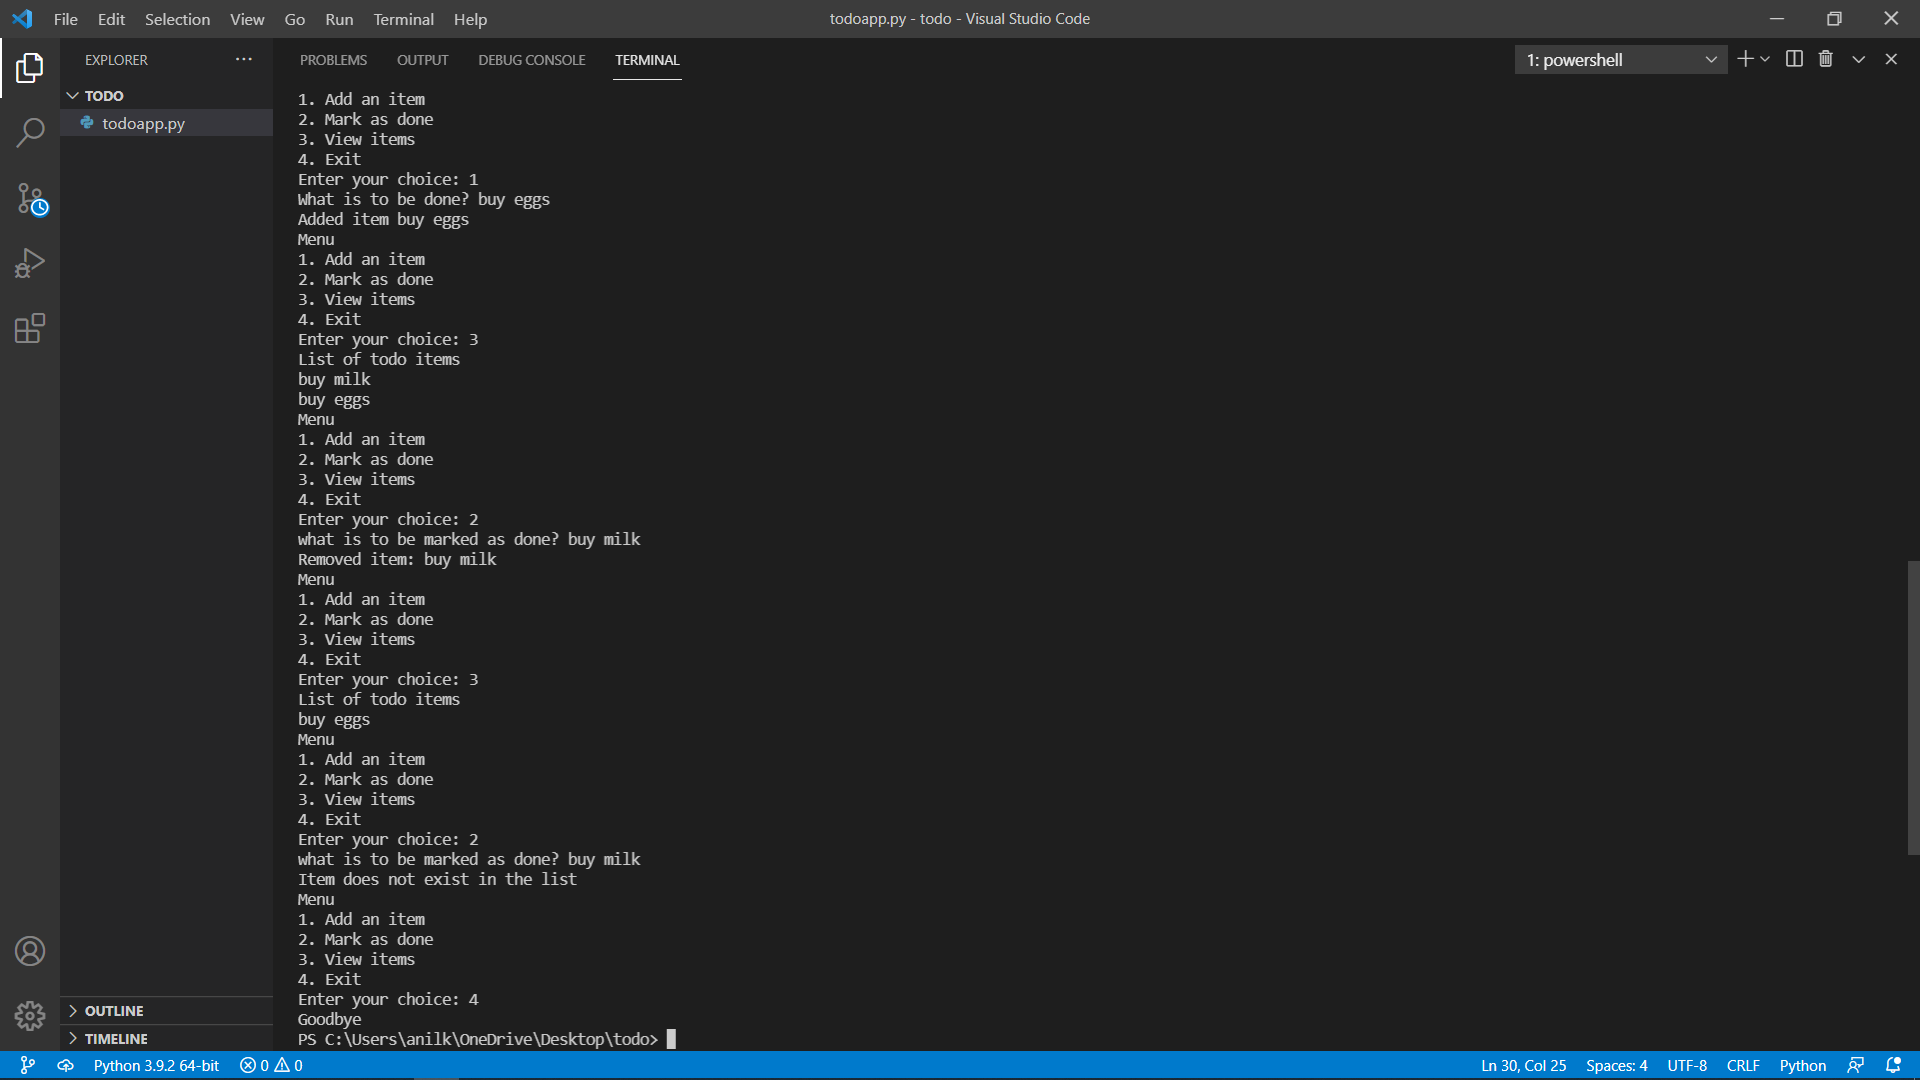 File Edit Selection View Go Run Terminal Help
todoapp.py - todo - Visual Studio Code
EXPLORER
TODO
todoapp.py
OUTLINE
TIMELINE
PROBLEMS OUTPUT DEBUG CONSOLE TERMINAL
1: powershell
1. Add an item
2. Mark as done
3. View items
4. Exit
Enter your choice: 1
What is to be done? buy eggs
Added item buy eggs
Menu
1. Add an item
2. Mark as done
3. View items
4. Exit
Enter your choice: 3
List of todo items
buy milk
buy eggs
Menu
1. Add an item
2. Mark as done
3. View items
4. Exit
Enter your choice: 2
what is to be marked as done? buy milk
Removed item: buy milk
Menu
1. Add an item
2. Mark as done
3. View items
4. Exit
Enter your choice: 3
List of todo items
buy eggs
Menu
1. Add an item
2. Mark as done
3. View items
4. Exit
Enter your choice: 2
what is to be marked as done? buy milk
Item does not exist in the list
Menu
1. Add an item
2. Mark as done
3. View items
4. Exit
Enter your choice: 4
Goodbye
PS C:\Users\anilk\OneDrive\Desktop\todo>
Python 3.9.2 64-bit 0 0 Ln 30, Col 25 Spaces: 4 UTF-8 CRLF Python